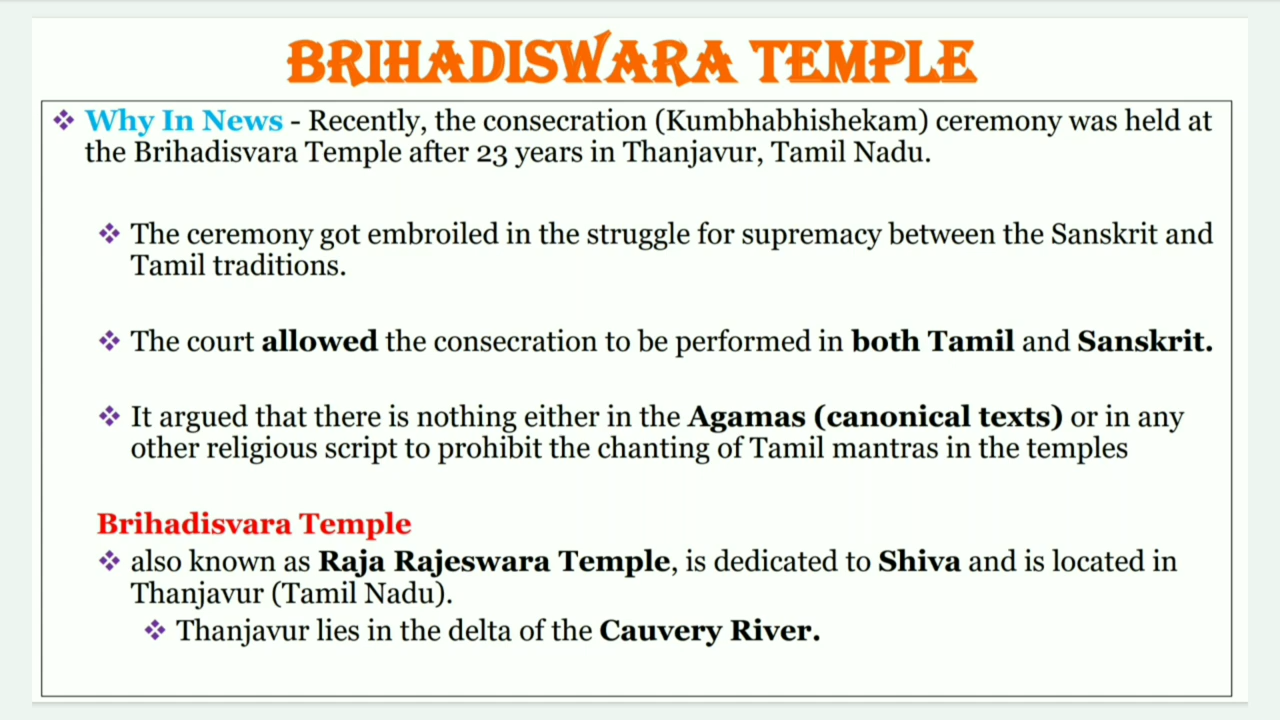 BRIHADISWARA TEMPLE
❖ Why In News - Recently, the consecration (Kumbhabhishekam) ceremony was held at
the Brihadisvara Temple after 23 years in Thanjavur, Tamil Nadu.
❖ The ceremony got embroiled in the struggle for supremacy between the Sanskrit and
Tamil traditions.
❖ The court allowed the consecration to be performed in both Tamil and Sanskrit.
❖ It argued that there is nothing either in the Agamas (canonical texts) or in any
other religious script to prohibit the chanting of Tamil mantras in the temples
Brihadisvara Temple
❖ also known as Raja Rajeswara Temple, is dedicated to Shiva and is located in
Thanjavur (Tamil Nadu).
❖ Thanjavur lies in the delta of the Cauvery River.